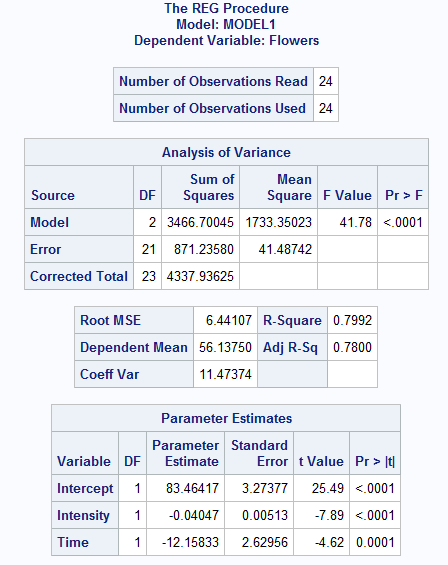 The REG Procedure
Model: MODEL1
Dependent Variable: Flowers
Number of Observations Read 24
Number of Observations Used 24
Analysis of Variance
Source DF Sum of Squares Mean Square F Value Pr > F
Model 2 3466.70045 1733.35023 41.78 <.0001
Error 21 871.23580 41.48742
Corrected Total 23 4337.93625
Root MSE 6.44107 R-Square 0.7992
Dependent Mean 56.13750 Adj R-Sq 0.7800
Coeff Var 11.47374
Parameter Estimates
Variable DF Parameter Estimate Standard Error t Value Pr > |t|
Intercept 1 83.46417 3.27377 25.49 <.0001
Intensity 1 -0.04047 0.00513 -7.89 <.0001
Time 1 -12.15833 2.62956 -4.62 0.0001